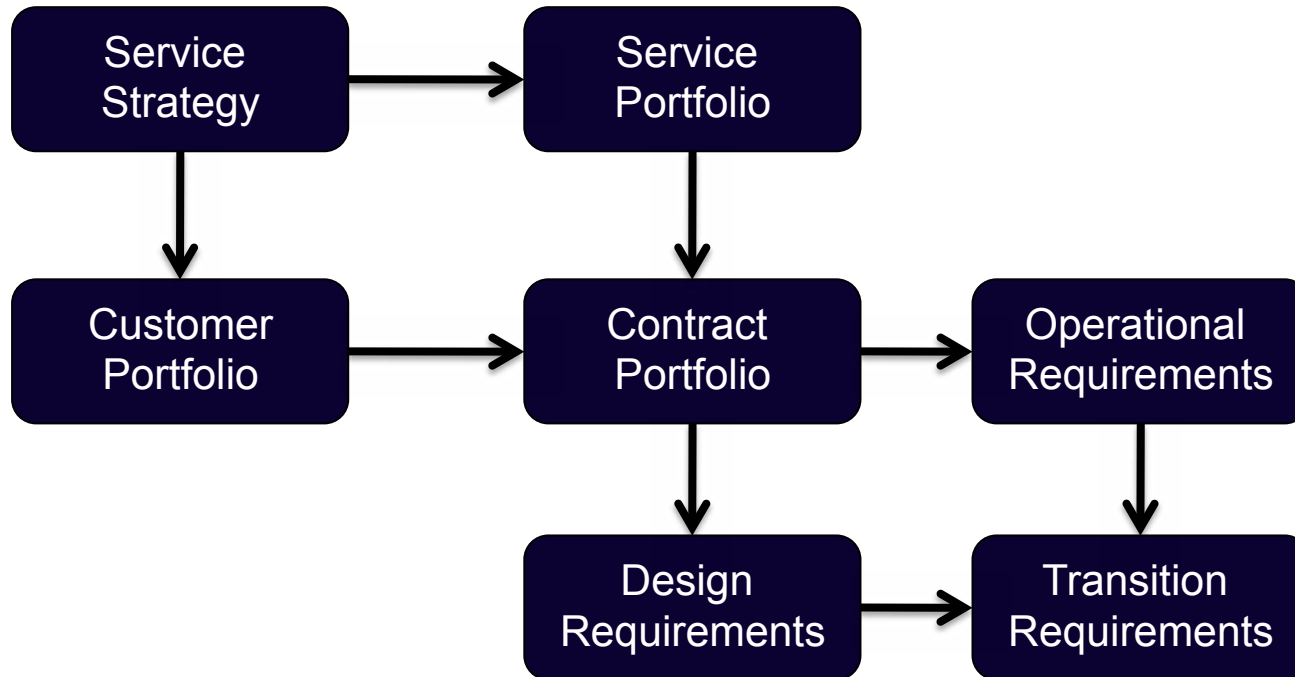 Service
Strategy
Service
Portfolio
Customer
Portfolio
Contract
Portfolio
Operational
Requirements
Design
Requirements
Transition
Requirements